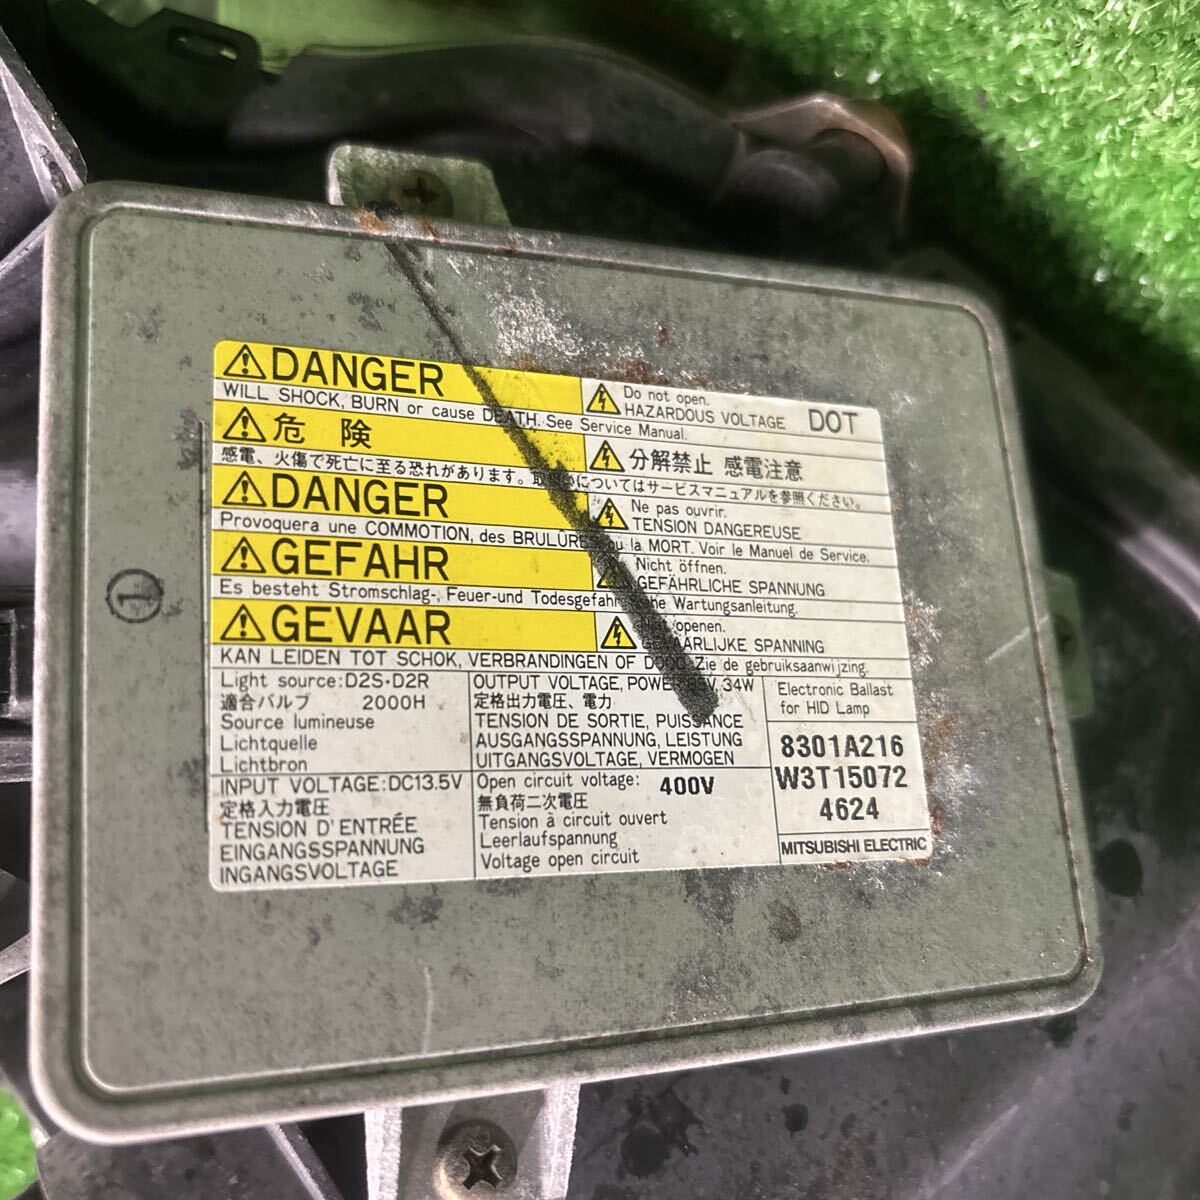 DANGER
WILL SHOCK, BURN or cause DEATH. See Service Manual.
Do not open.
HAZARDOUS VOLTAGE
DOT
危 険
感電、火傷で死亡に至る恐れがあります。取扱いについてはサービスマニュアルを参照ください。
分解禁止 感電注意
DANGER
Provoquera une COMMOTION, des BRULÛRES ou la MORT. Voir le Manuel de Service.
Ne pas ouvrir.
TENSION DANGEREUSE
GEFAHR
Es besteht Stromschlag-, Feuer-und Todesgefahr. Wartungsanleitung.
Nicht öffnen.
GEFÄHRLICHE SPANNUNG
GEVAAR
KAN LEIDEN TOT SCHOK, VERBRANDINGEN OF DOOD. Zie de gebruiksaanwijzing.
openen.
SPANNING
Light source:D2S·D2R
適合バルブ 2000H
Source lumineuse
Lichtquelle
Lichtbron
OUTPUT VOLTAGE, POWER:85V, 34W
定格出力電圧、電力
TENSION DE SORTIE, PUISSANCE
AUSGANGSSPANNUNG, LEISTUNG
UITGANGSVOLTAGE, VERMOGEN
INPUT VOLTAGE:DC13.5V
定格入力電圧
TENSION D'ENTRÉE
EINGANGSSPANNUNG
INGANGSVOLTAGE
Open circuit voltage: 400V
無負荷二次電圧
Tension à circuit ouvert
Leerlaufspannung
Voltage open circuit
Electronic Ballast
for HID Lamp
8301A216
W3T15072
4624
MITSUBISHI ELECTRIC